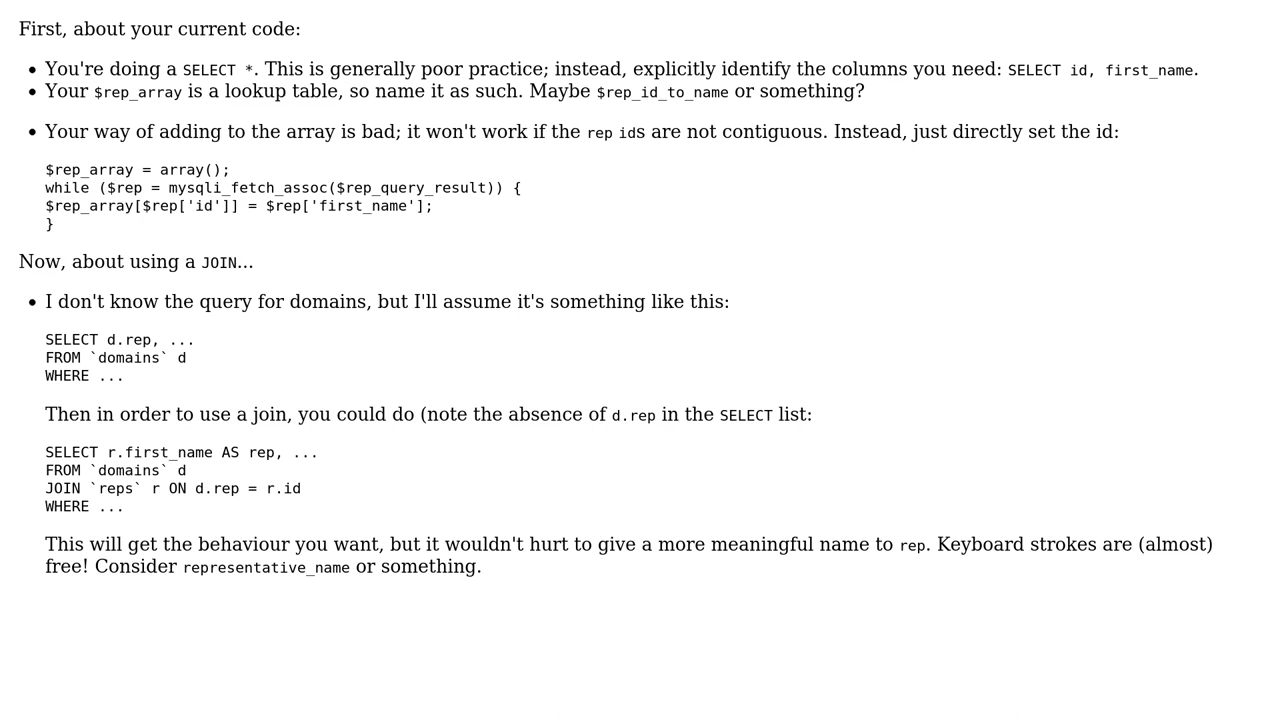 First, about your current code:
You're doing a SELECT *. This is generally poor practice; instead, explicitly identify the columns you need: SELECT id, first_name.
Your $rep_array is a lookup table, so name it as such. Maybe $rep_id_to_name or something?
Your way of adding to the array is bad; it won't work if the rep ids are not contiguous. Instead, just directly set the id:
$rep_array = array();
while ($rep = mysqli_fetch_assoc($rep_query_result)) {
$rep_array[$rep['id']] = $rep['first_name'];
}
Now, about using a JOIN...
I don't know the query for domains, but I'll assume it's something like this:
SELECT d.rep, ...
FROM `domains` d
WHERE ...
Then in order to use a join, you could do (note the absence of d.rep in the SELECT list:
SELECT r.first_name AS rep, ...
FROM `domains` d
JOIN `reps` r ON d.rep = r.id
WHERE ...
This will get the behaviour you want, but it wouldn't hurt to give a more meaningful name to rep. Keyboard strokes are (almost)
free! Consider representative_name or something.